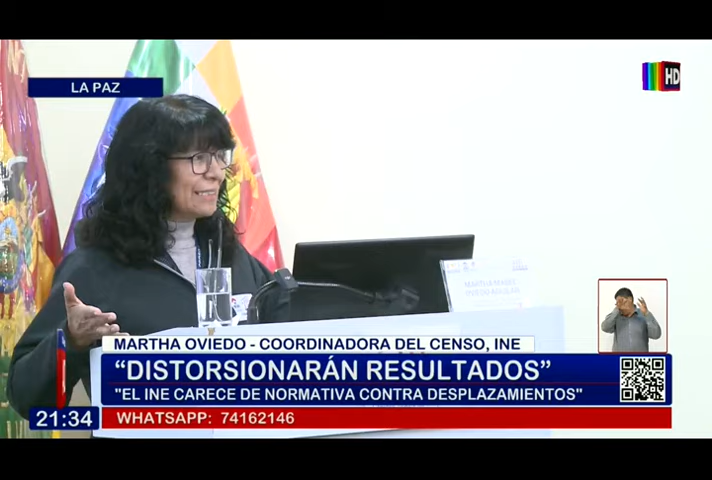 LA PAZ
HD
MARTHA OVIEDO - COORDINADORA DEL CENSO, INE
“DISTORSIONARÁN RESULTADOS”
"EL INE CARECE DE NORMATIVA CONTRA DESPLAZAMIENTOS"
21:34
WHATSAPP: 74162146